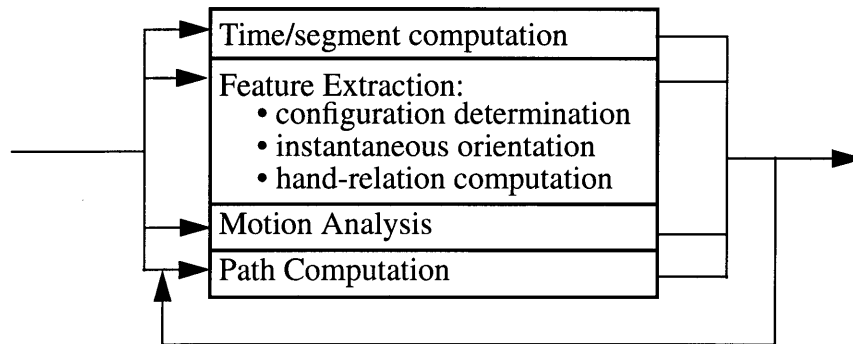 Time/segment computation
Feature Extraction:
• configuration determination
• instantaneous orientation
• hand-relation computation
Motion Analysis
Path Computation